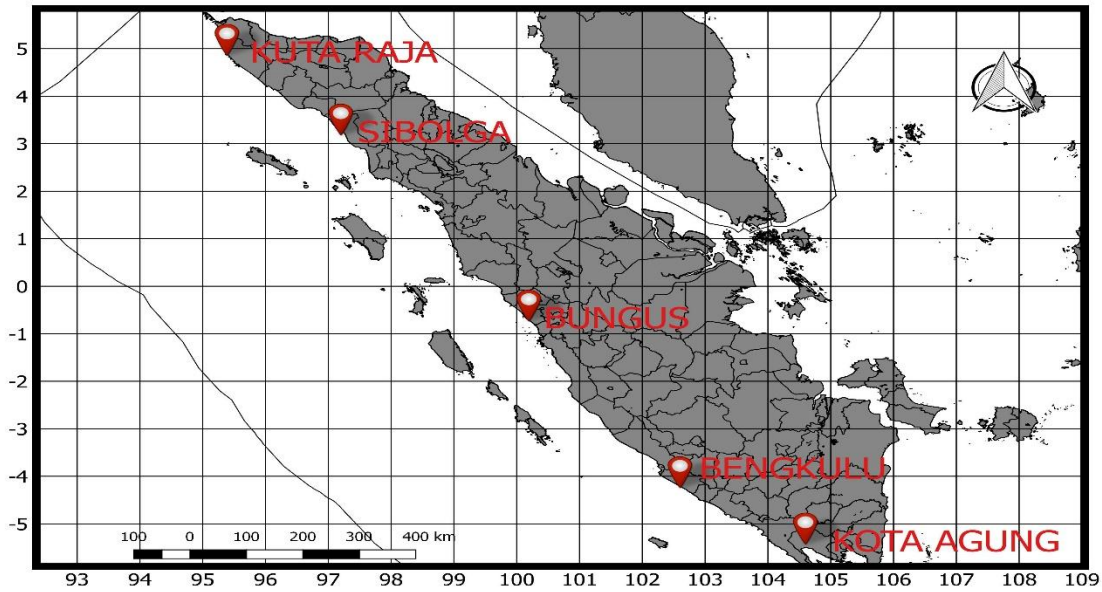 5
KUTA RAJA
4
SIBOLGA
3
2
1
0
BUNGUS
-1
-2
-3
BENGKULU
-4
-5
KOTA AGUNG
100 0 100 200 300 400 km
93 94 95 96 97 98 99 100 101 102 103 104 105 106 107 108 109